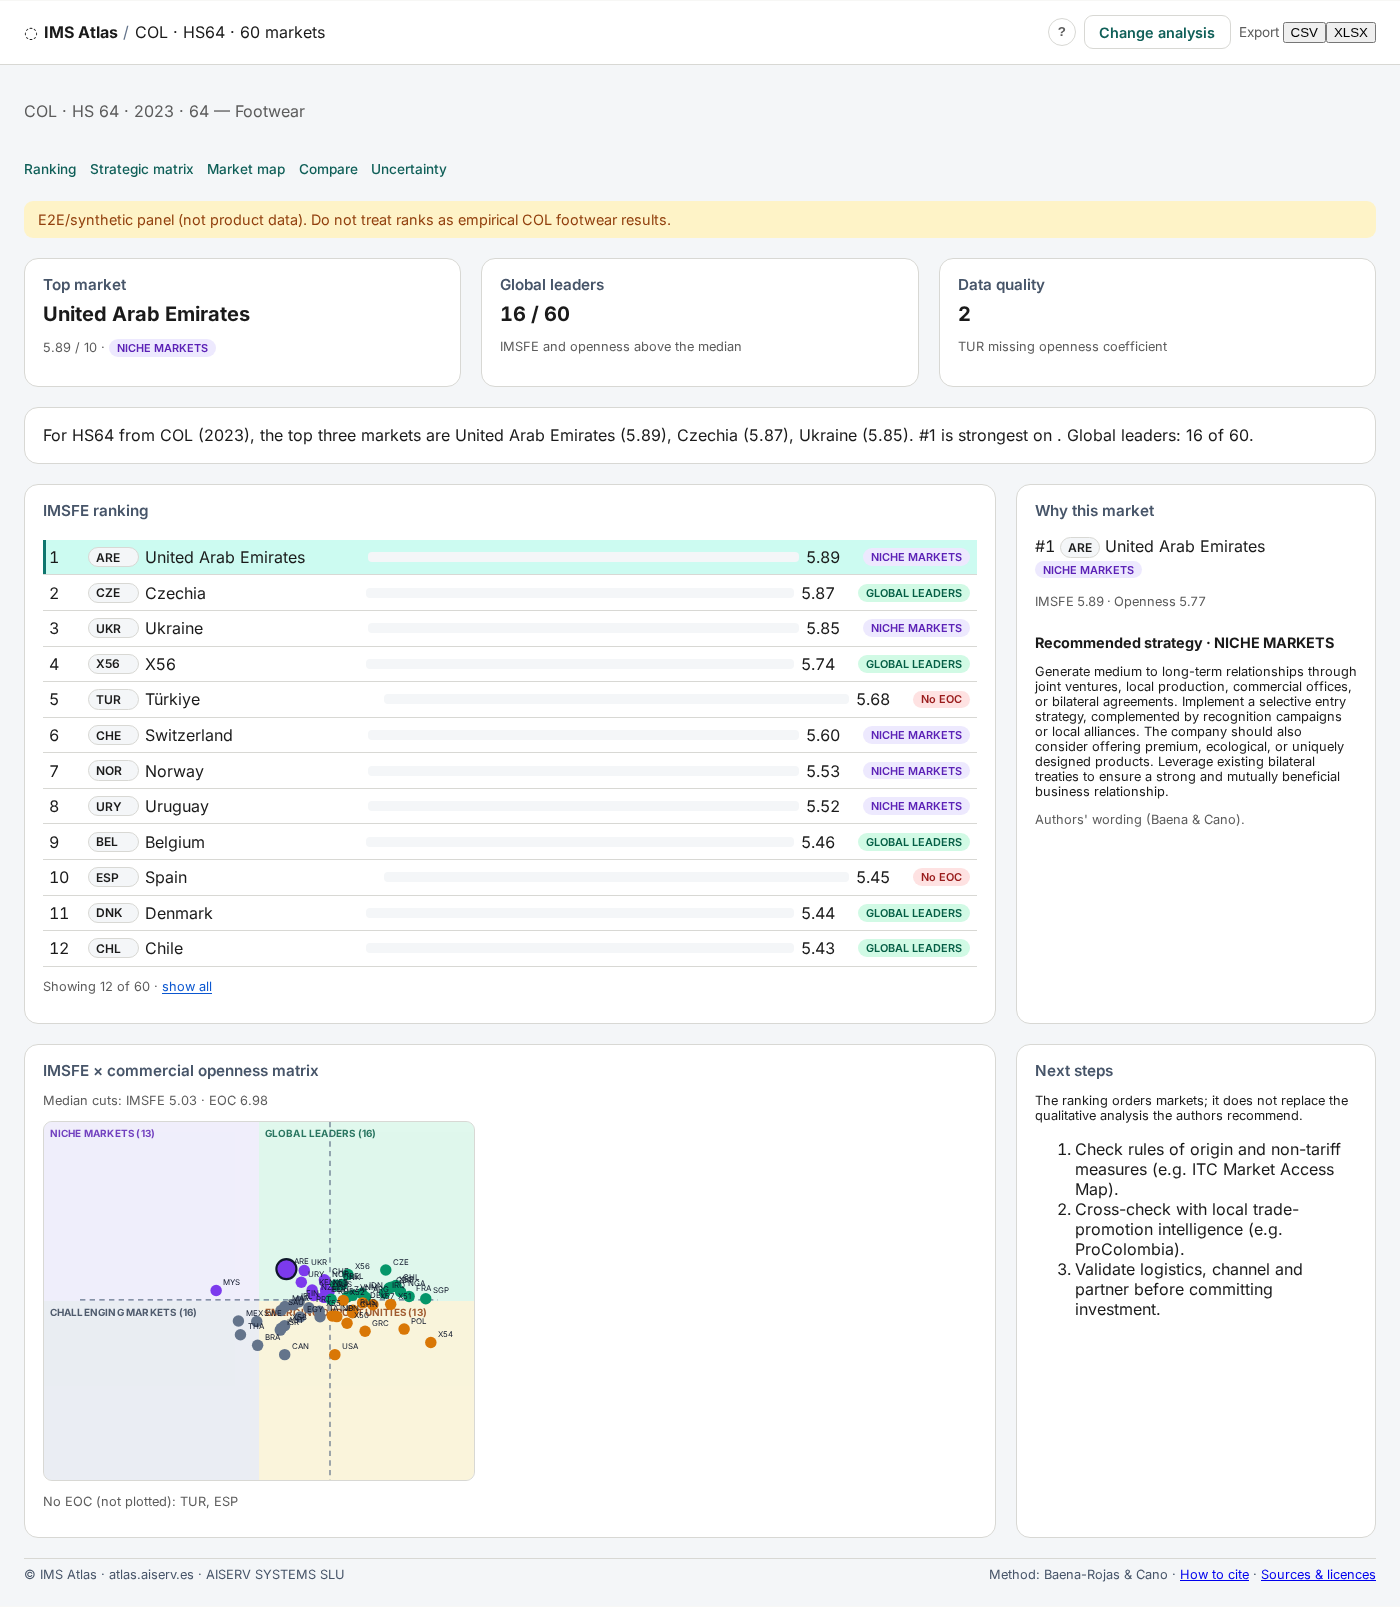 IMS Atlas / COL · HS64 · 60 markets
? Change analysis Export CSV XLSX
COL · HS 64 · 2023 · 64 — Footwear
Ranking Strategic matrix Market map Compare Uncertainty
E2E/synthetic panel (not product data). Do not treat ranks as empirical COL footwear results.
Top market
United Arab Emirates
5.89 / 10 · NICHE MARKETS
Global leaders
16 / 60
IMSFE and openness above the median
Data quality
2
TUR missing openness coefficient
For HS64 from COL (2023), the top three markets are United Arab Emirates (5.89), Czechia (5.87), Ukraine (5.85). #1 is strongest on . Global leaders: 16 of 60.
IMSFE ranking
1 ARE United Arab Emirates 5.89 NICHE MARKETS
2 CZE Czechia 5.87 GLOBAL LEADERS
3 UKR Ukraine 5.85 NICHE MARKETS
4 X56 X56 5.74 GLOBAL LEADERS
5 TUR Türkiye 5.68 No EOC
6 CHE Switzerland 5.60 NICHE MARKETS
7 NOR Norway 5.53 NICHE MARKETS
8 URY Uruguay 5.52 NICHE MARKETS
9 BEL Belgium 5.46 GLOBAL LEADERS
10 ESP Spain 5.45 No EOC
11 DNK Denmark 5.44 GLOBAL LEADERS
12 CHL Chile 5.43 GLOBAL LEADERS
Showing 12 of 60 · show all
Why this market
#1 ARE United Arab Emirates
NICHE MARKETS
IMSFE 5.89 · Openness 5.77
Recommended strategy · NICHE MARKETS
Generate medium to long-term relationships through
joint ventures, local production, commercial offices,
or bilateral agreements. Implement a selective entry
strategy, complemented by recognition campaigns
or local alliances. The company should also
consider offering premium, ecological, or uniquely
designed products. Leverage existing bilateral
treaties to ensure a strong and mutually beneficial
business relationship.
Authors' wording (Baena & Cano).
IMSFE × commercial openness matrix
Median cuts: IMSFE 5.03 · EOC 6.98
NICHE MARKETS (13)
GLOBAL LEADERS (16)
ARE
UKR
X56
CZE
MYS
FRA
SGP
CHALLENGING MARKETS (16)
(13)
MEX
THA
BRA
CAN
USA
GRC
POL
X54
No EOC (not plotted): TUR, ESP
Next steps
The ranking orders markets; it does not replace the
qualitative analysis the authors recommend.
1. Check rules of origin and non-tariff
measures (e.g. ITC Market Access
Map).
2. Cross-check with local trade-
promotion intelligence (e.g.
ProColombia).
3. Validate logistics, channel and
partner before committing
investment.
© IMS Atlas · atlas.aiserv.es · AISERV SYSTEMS SLU
Method: Baena-Rojas & Cano · How to cite · Sources & licences